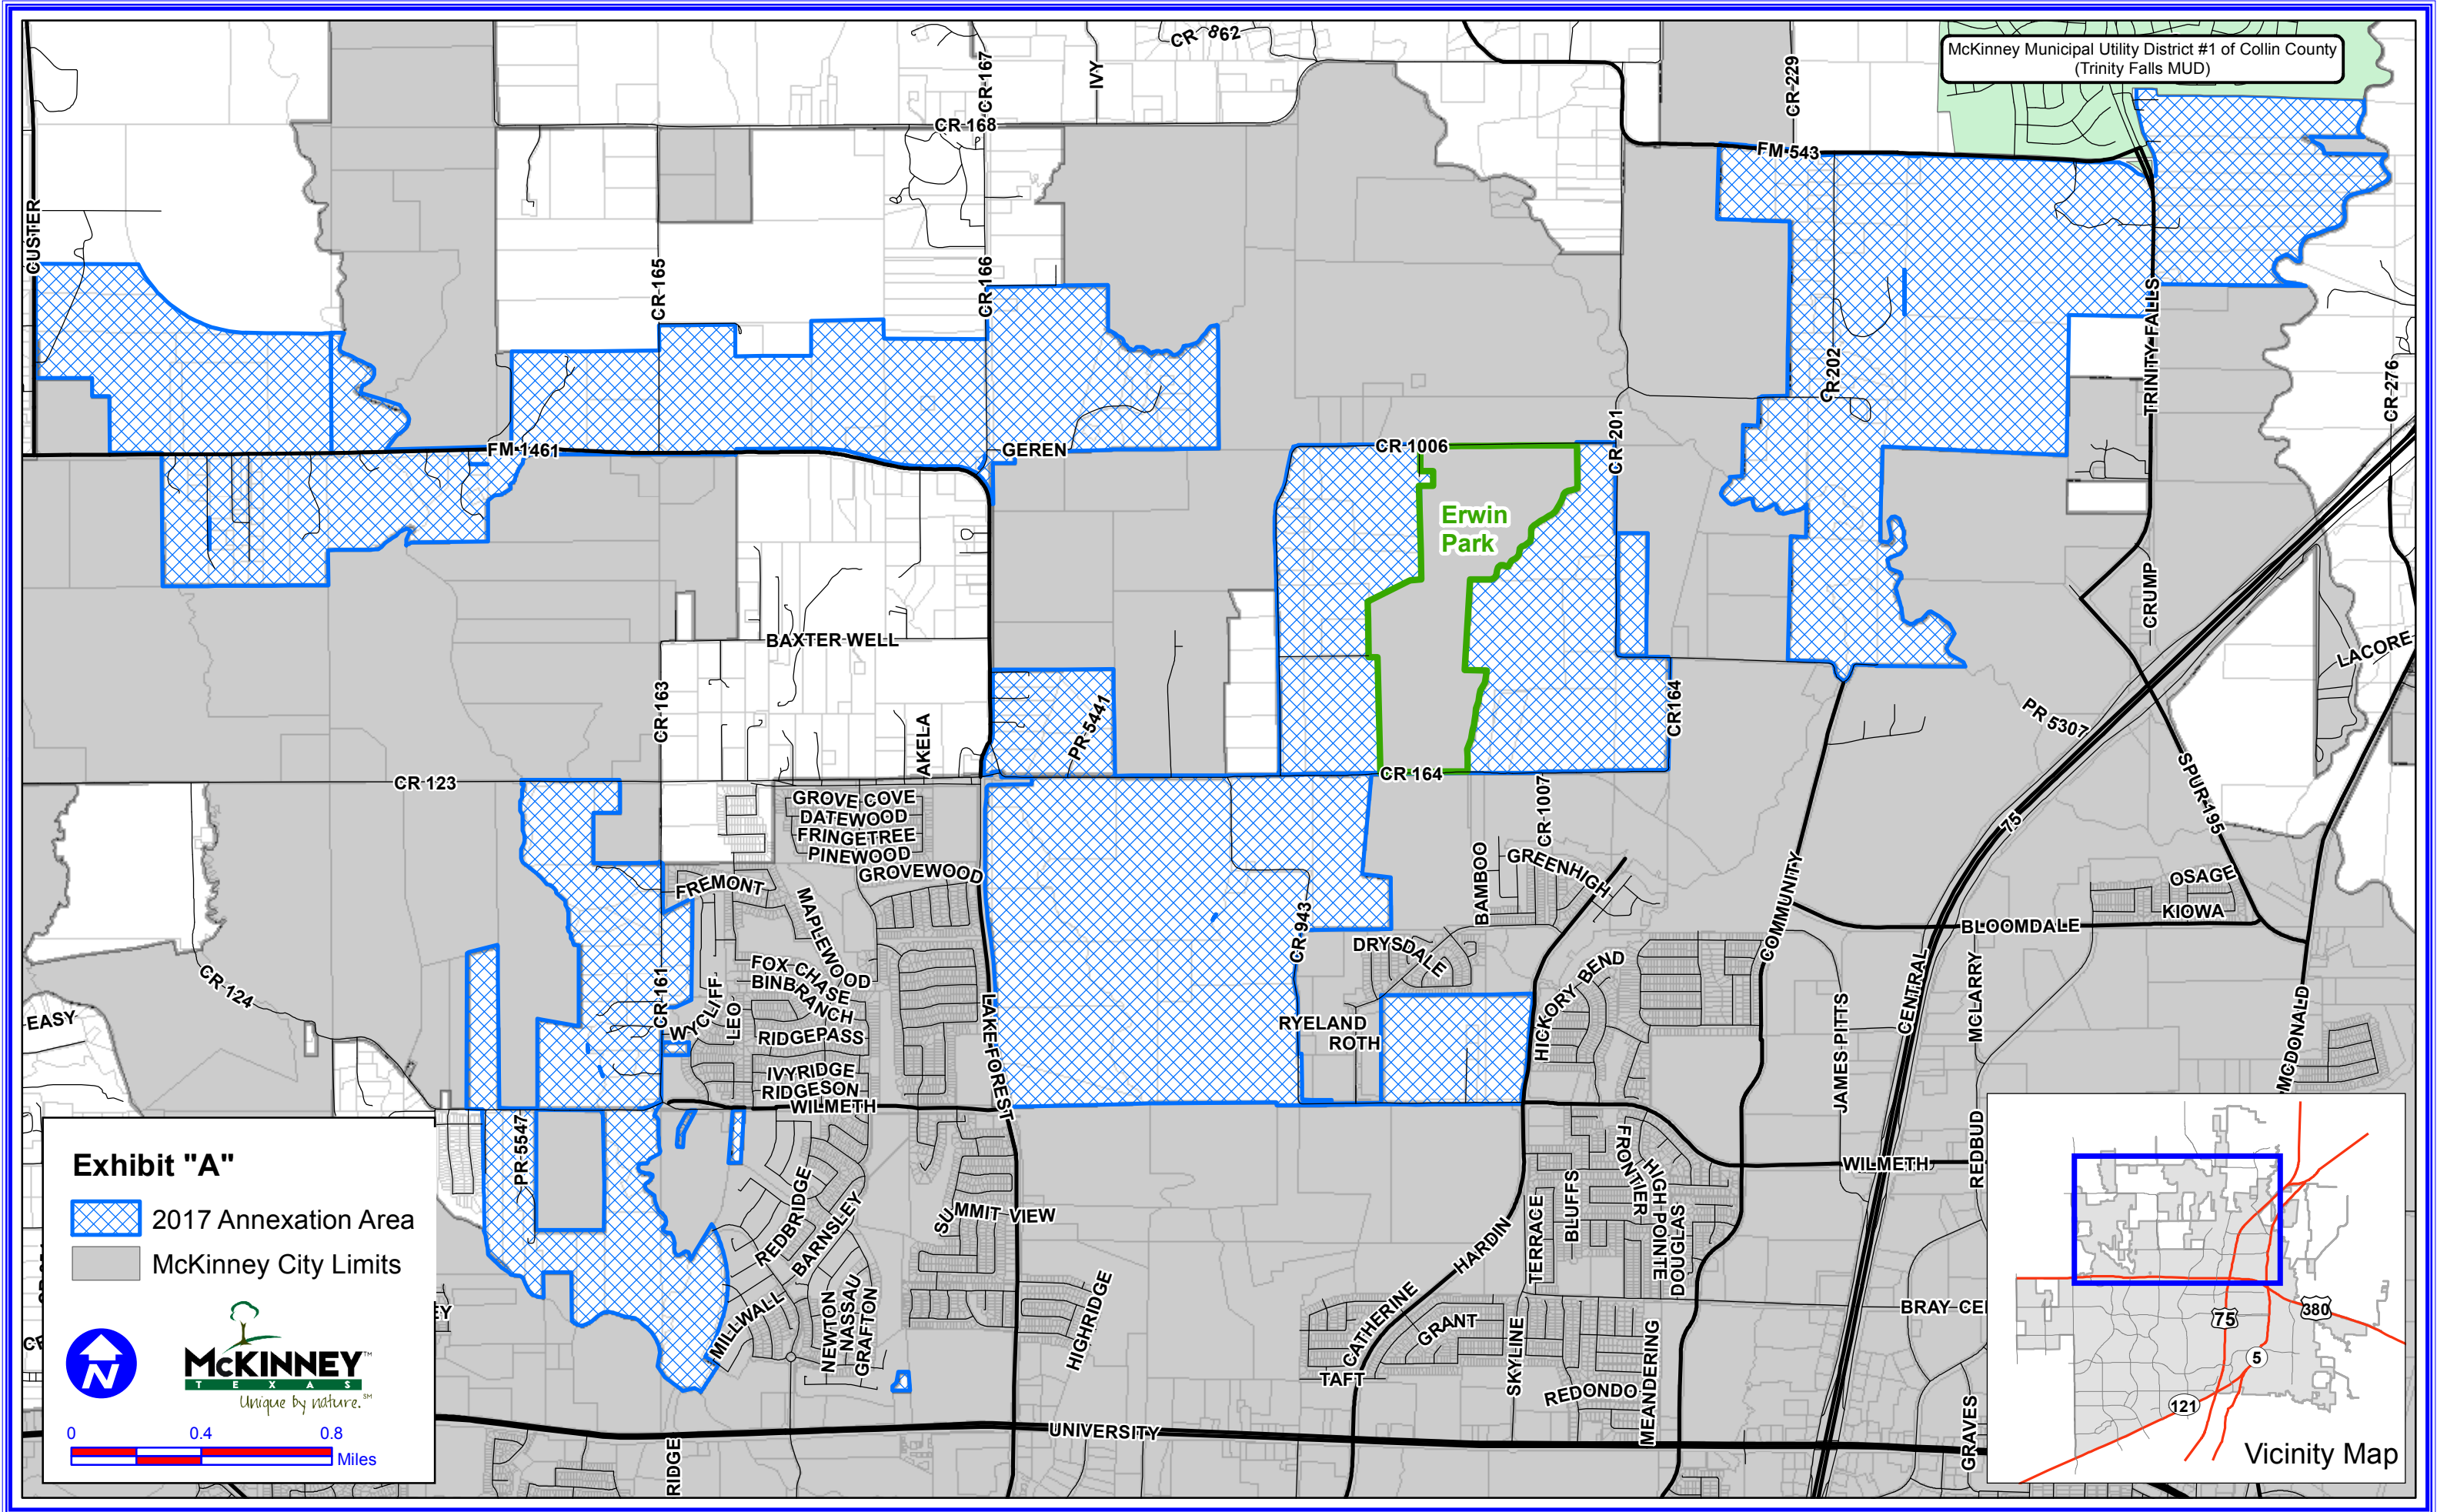 CR 862
McKinney Municipal Utility District #1 of Collin County
(Trinity Falls MUD)
CR-167
IVY
CR-229
CR 168
FM 543
CUSTER
CR-165
CR-166
TRINITY FALLS
CR-202
CR-276
FM 1461
GEREN
CR 1006
CR-201
Erwin
Park
CRUMP
BAXTER WELL
LACORE
CR-163
AKELA
PR-5441
CR164
PR 5307
CR 123
CR 164
SPUR-195
75
GROVE COVE
DATEWOOD
FRINGETREE
PINEWOOD
GROVEWOOD
CR 1007
BAMBOO
GREENHIGH
FREMONT
MAPLEWOOD
COMMUNITY
OSAGE
KIOWA
BLOOMDALE
CR-943
DRYSDALE
CR-124
FOX CHASE
BINBRANCH
CR-161
WYCLIFF
LEO
HICKORY BEND
CENTRAL
MCLARRY
MCDONALD
EASY
LAKE FOREST
RYELAND
ROTH
RIDGEPASS
JAMES PITTS
IVYRIDGE
RIDGESON
WILMETH
PR-5547
REDBUD
WILMETH
FRONTIER
HIGH POINTE
DOUGLAS
BLUFFS
TERRACE
REDBRIDGE
BARNSLEY
SUMMIT VIEW
HARDIN
Exhibit "A"
2017 Annexation Area
McKinney City Limits
EY
MILLWALL
NEWTON
NASSAU
GRAFTON
HIGHRIDGE
CATHERINE
GRANT
TAFT
SKYLINE
REDONDO
MEANDERING
BRAY CE
GRAVES
N
McKINNEY™
TEXAS
Unique by nature.℠
0 0.4 0.8
Miles
RIDGE
UNIVERSITY
75
380
5
121
Vicinity Map